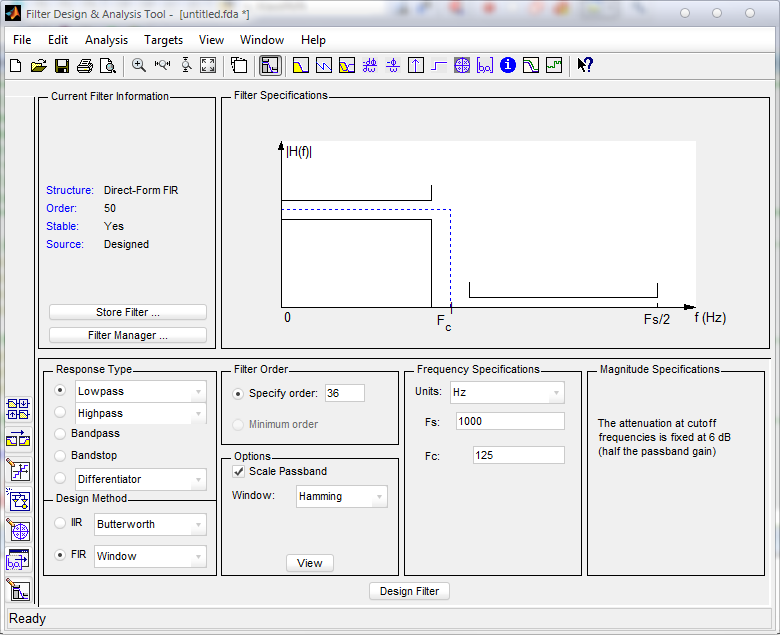 Filter Design & Analysis Tool - [untitled.fda *]
File Edit Analysis Targets View Window Help
Current Filter Information
Structure: Direct-Form FIR
Order: 50
Stable: Yes
Source: Designed
Store Filter ...
Filter Manager ...
Filter Specifications
|H(f)|
0
Fc
Fs/2
f (Hz)
Response Type
Lowpass
Highpass
Bandpass
Bandstop
Differentiator
Design Method
IIR Butterworth
FIR Window
Filter Order
Specify order: 36
Minimum order
Options
Scale Passband
Window: Hamming
View
Frequency Specifications
Units: Hz
Fs: 1000
Fc: 125
Magnitude Specifications
The attenuation at cutoff
frequencies is fixed at 6 dB
(half the passband gain)
Design Filter
Ready